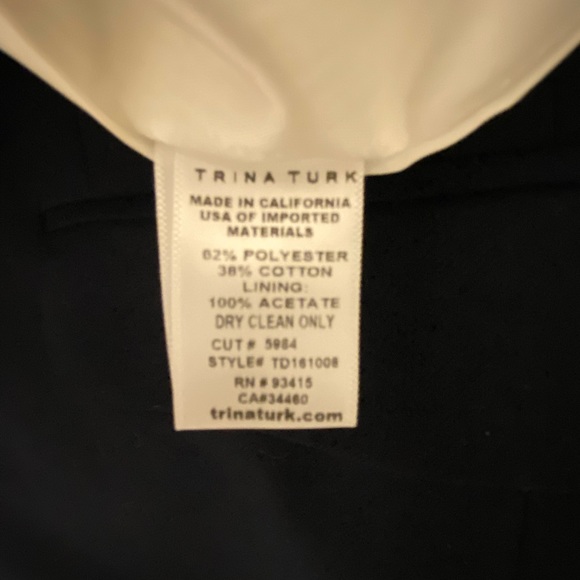 TRINA TURK
MADE IN CALIFORNIA
USA OF IMPORTED
MATERIALS
62% POLYESTER
38% COTTON
LINING:
100% ACETATE
DRY CLEAN ONLY
CUT # 5984
STYLE# TD161008
RN # 93415
CA#34460
trinaturk.com